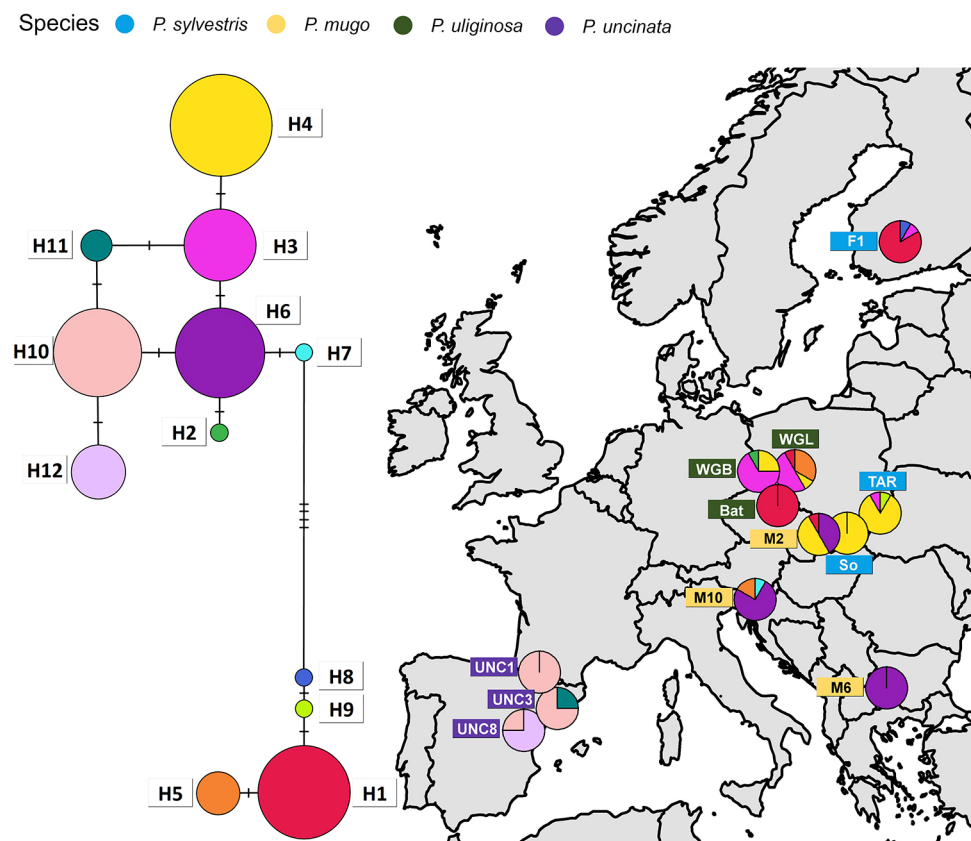 Species P. sylvestris P. mugo P. uliginosa P. uncinata
H4
F1
H11
H3
H6
H10
H7
H2
WGL
WGB
H12
TAR
Bat
M2
So
M10
UNC1
H8
M6
UNC3
H9
UNC8
H5
H1